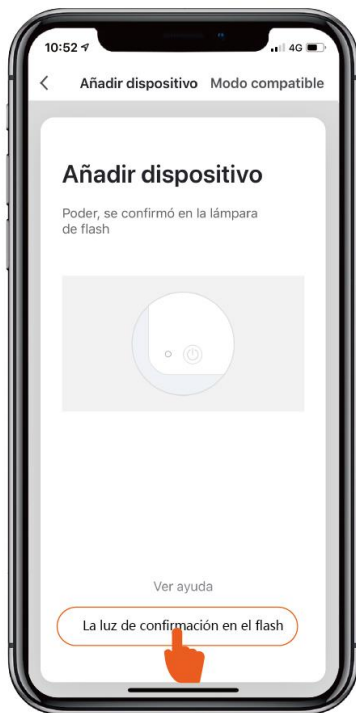 10:52 4G
Añadir dispositivo Modo compatible
Añadir dispositivo
Poder, se confirmó en la lámpara
de flash
Ver ayuda
La luz de confirmación en el flash